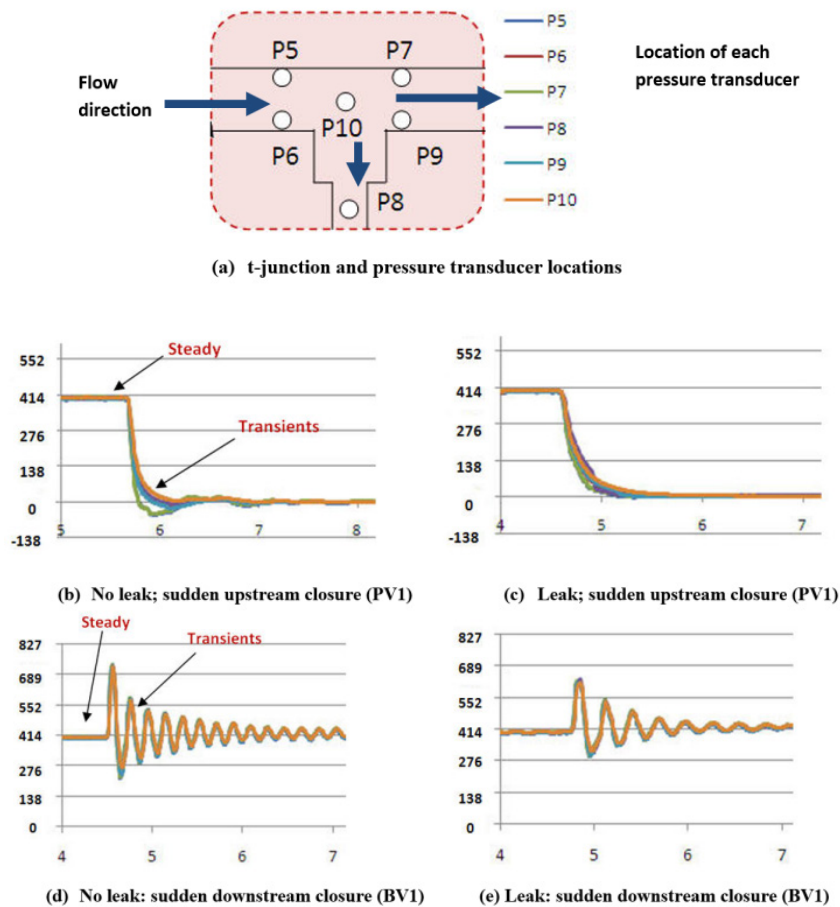 P5 P7
Flow direction
P10
P6 P9
P8
P5
P6
P7
P8
P9
P10
Location of each pressure transducer
(a) t-junction and pressure transducer locations
552
414
276
138
0
-138
Steady
Transients
5 6 7 8
(b) No leak; sudden upstream closure (PV1)
552
414
276
138
0
-138
4 5 6 7
(c) Leak; sudden upstream closure (PV1)
827
689
552
414
276
138
0
Steady
Transients
4 5 6 7
(d) No leak: sudden downstream closure (BV1)
827
689
552
414
276
138
0
4 5 6 7
(e) Leak: sudden downstream closure (BV1)